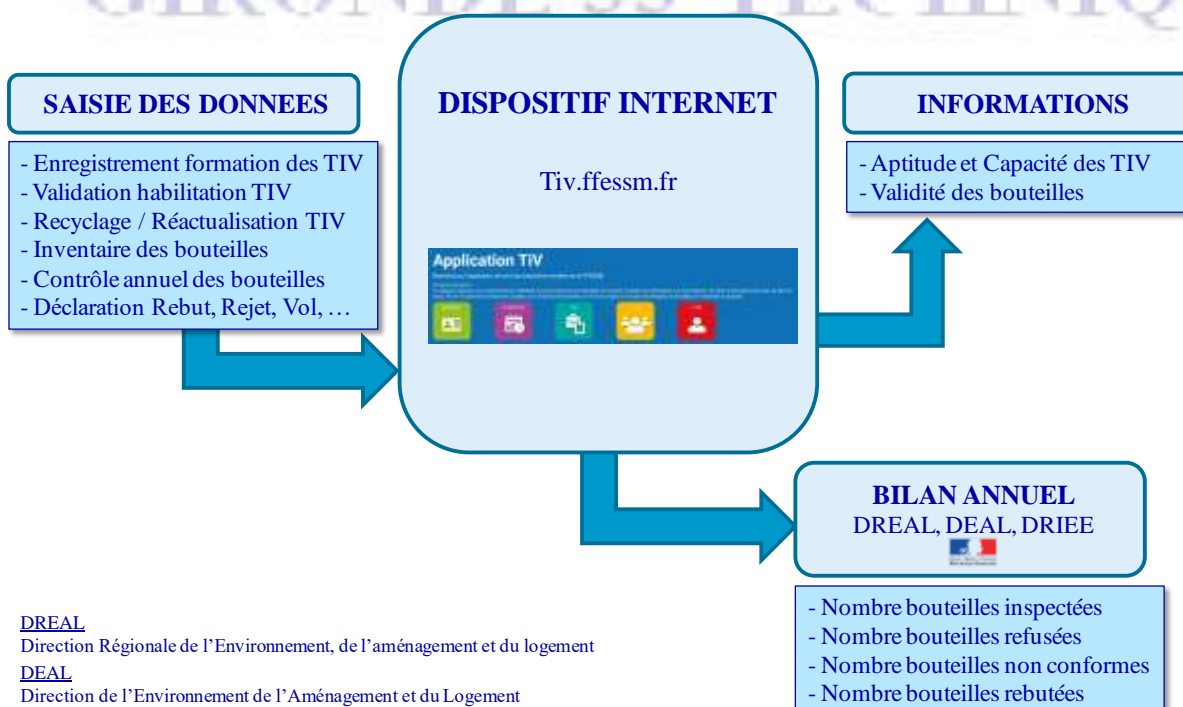 GIRONDE 33 TECHNIQ
SAISIE DES DONNEES
- Enregistrement formation des TIV
- Validation habilitation TIV
- Recyclage / Réactualisation TIV
- Inventaire des bouteilles
- Contrôle annuel des bouteilles
- Déclaration Rebut, Rejet, Vol, …
DISPOSITIF INTERNET
Tiv.ffessm.fr
Application TIV
INFORMATIONS
- Aptitude et Capacité des TIV
- Validité des bouteilles
BILAN ANNUEL
DREAL, DEAL, DRIEE
- Nombre bouteilles inspectées
- Nombre bouteilles refusées
- Nombre bouteilles non conformes
- Nombre bouteilles rebutées
DREAL
Direction Régionale de l’Environnement, de l’aménagement et du logement
DEAL
Direction de l’Environnement de l’Aménagement et du Logement